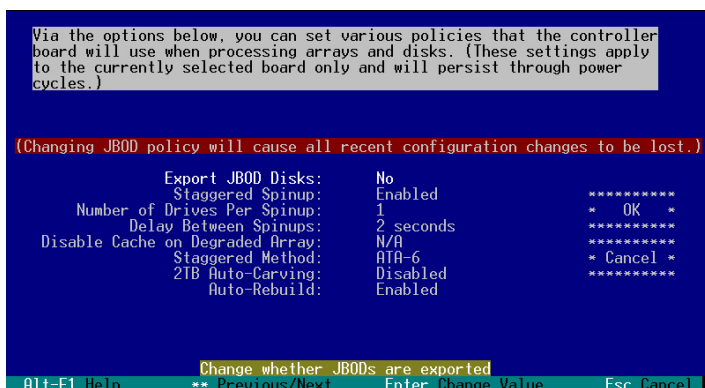 Via the options below, you can set various policies that the controller
board will use when processing arrays and disks. (These settings apply
to the currently selected board only and will persist through power
cycles.)
(Changing JBOD policy will cause all recent configuration changes to be lost.)
Export JBOD Disks: No
Staggered Spinup: Enabled **********
Number of Drives Per Spinup: 1 * OK *
Delay Between Spinups: 2 seconds **********
Disable Cache on Degraded Array: N/A **********
Staggered Method: ATA-6 * Cancel *
2TB Auto-Carving: Disabled **********
Auto-Rebuild: Enabled
Change whether JBODs are exported
Alt-F1 Help ** Previous/Next Enter Change Value Esc Cancel